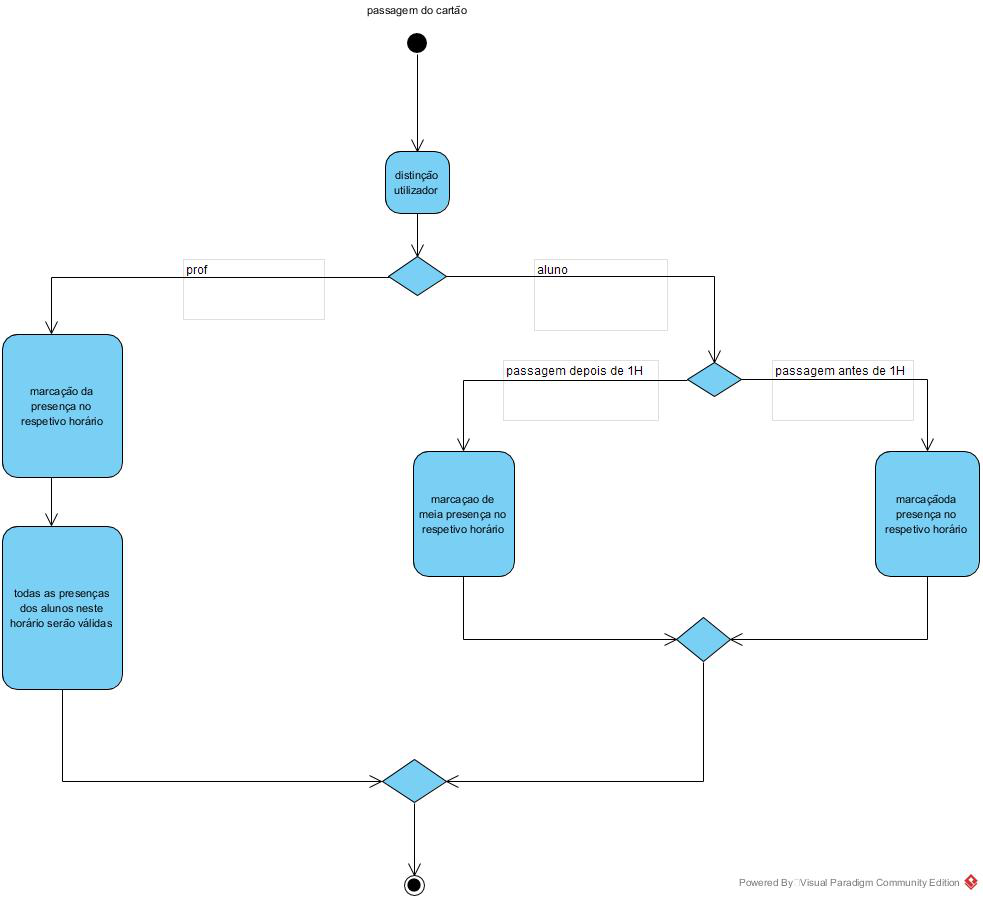 passagem do cartão
distinção
utilizador
prof
aluno
passagem depois de 1H
passagem antes de 1H
marcação da
presença no
respetivo horário
marcaçao de
meia presença no
respetivo horário
marcaçãoda
presença no
respetivo horário
todas as presenças
dos alunos neste
horário serão válidas
Powered By Visual Paradigm Community Edition